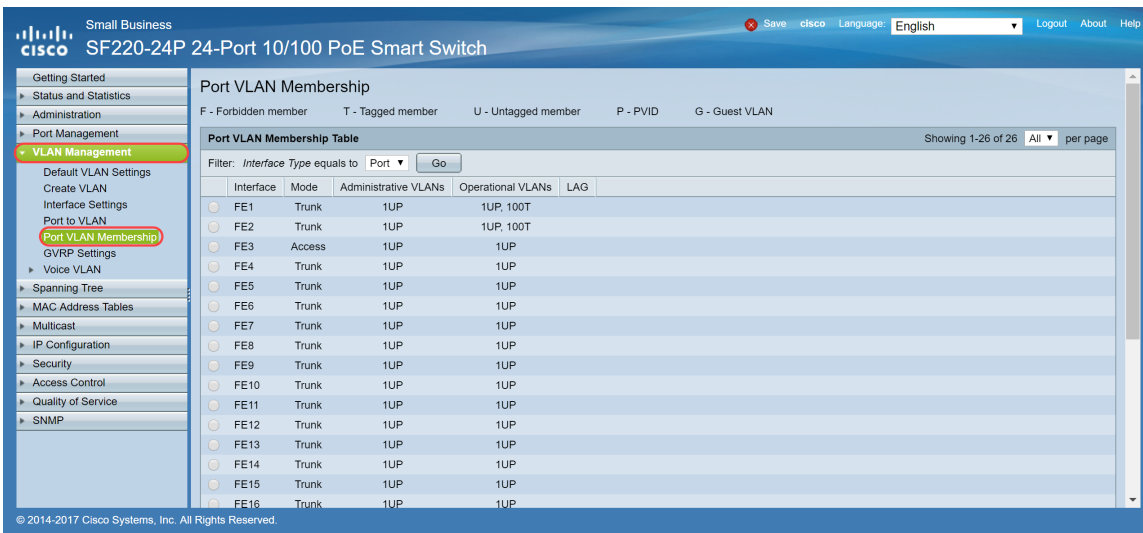 Small Business
cisco SF220-24P 24-Port 10/100 PoE Smart Switch
Save cisco Language: English Logout About Help
Getting Started
Status and Statistics
Administration
Port Management
VLAN Management
Default VLAN Settings
Create VLAN
Interface Settings
Port to VLAN
Port VLAN Membership
GVRP Settings
Voice VLAN
Spanning Tree
MAC Address Tables
Multicast
IP Configuration
Security
Access Control
Quality of Service
SNMP
Port VLAN Membership
F - Forbidden member T - Tagged member U - Untagged member P - PVID G - Guest VLAN
Port VLAN Membership Table Showing 1-26 of 26 All per page
Filter: Interface Type equals to Port Go
Interface Mode Administrative VLANs Operational VLANs LAG
FE1 Trunk 1UP 1UP, 100T
FE2 Trunk 1UP 1UP, 100T
FE3 Access 1UP 1UP
FE4 Trunk 1UP 1UP
FE5 Trunk 1UP 1UP
FE6 Trunk 1UP 1UP
FE7 Trunk 1UP 1UP
FE8 Trunk 1UP 1UP
FE9 Trunk 1UP 1UP
FE10 Trunk 1UP 1UP
FE11 Trunk 1UP 1UP
FE12 Trunk 1UP 1UP
FE13 Trunk 1UP 1UP
FE14 Trunk 1UP 1UP
FE15 Trunk 1UP 1UP
FE16 Trunk 1UP 1UP
© 2014-2017 Cisco Systems, Inc. All Rights Reserved.